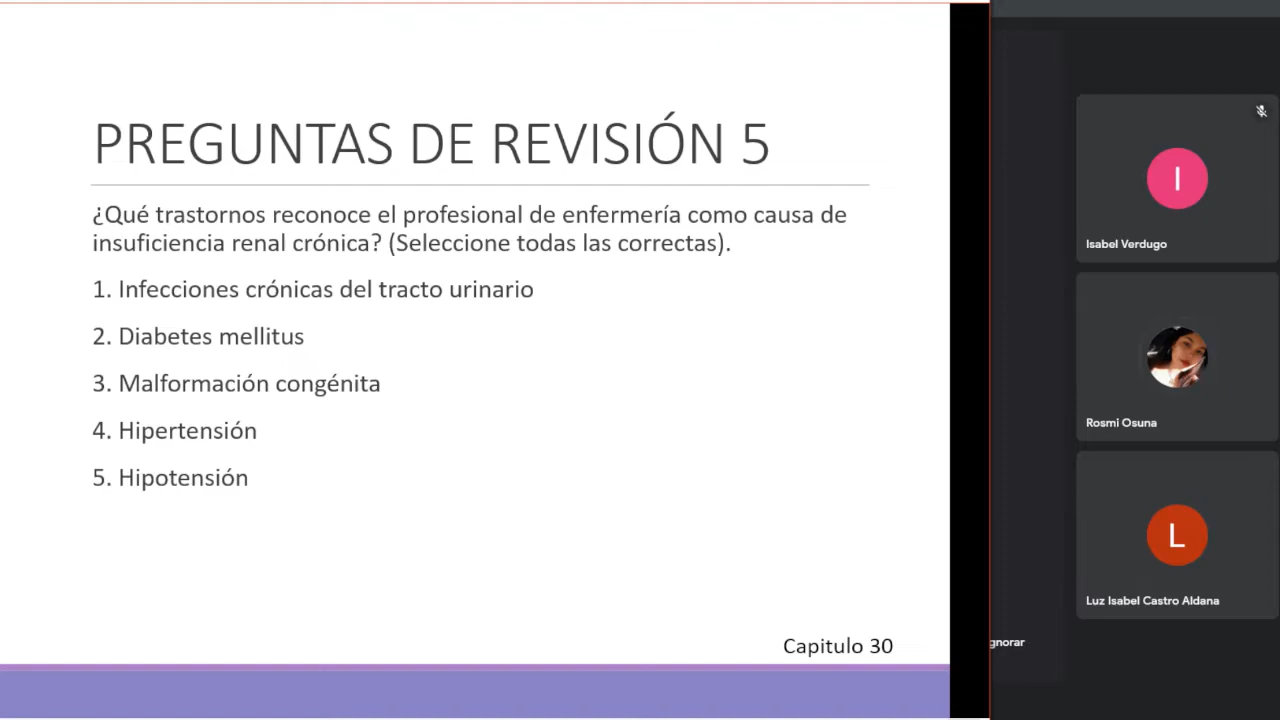 PREGUNTAS DE REVISIÓN 5
¿Qué trastornos reconoce el profesional de enfermería como causa de
insuficiencia renal crónica? (Seleccione todas las correctas).
1. Infecciones crónicas del tracto urinario
2. Diabetes mellitus
3. Malformación congénita
4. Hipertensión
5. Hipotensión
Capitulo 30
I
Isabel Verdugo
Rosmi Osuna
L
Luz Isabel Castro Aldana
gnorar